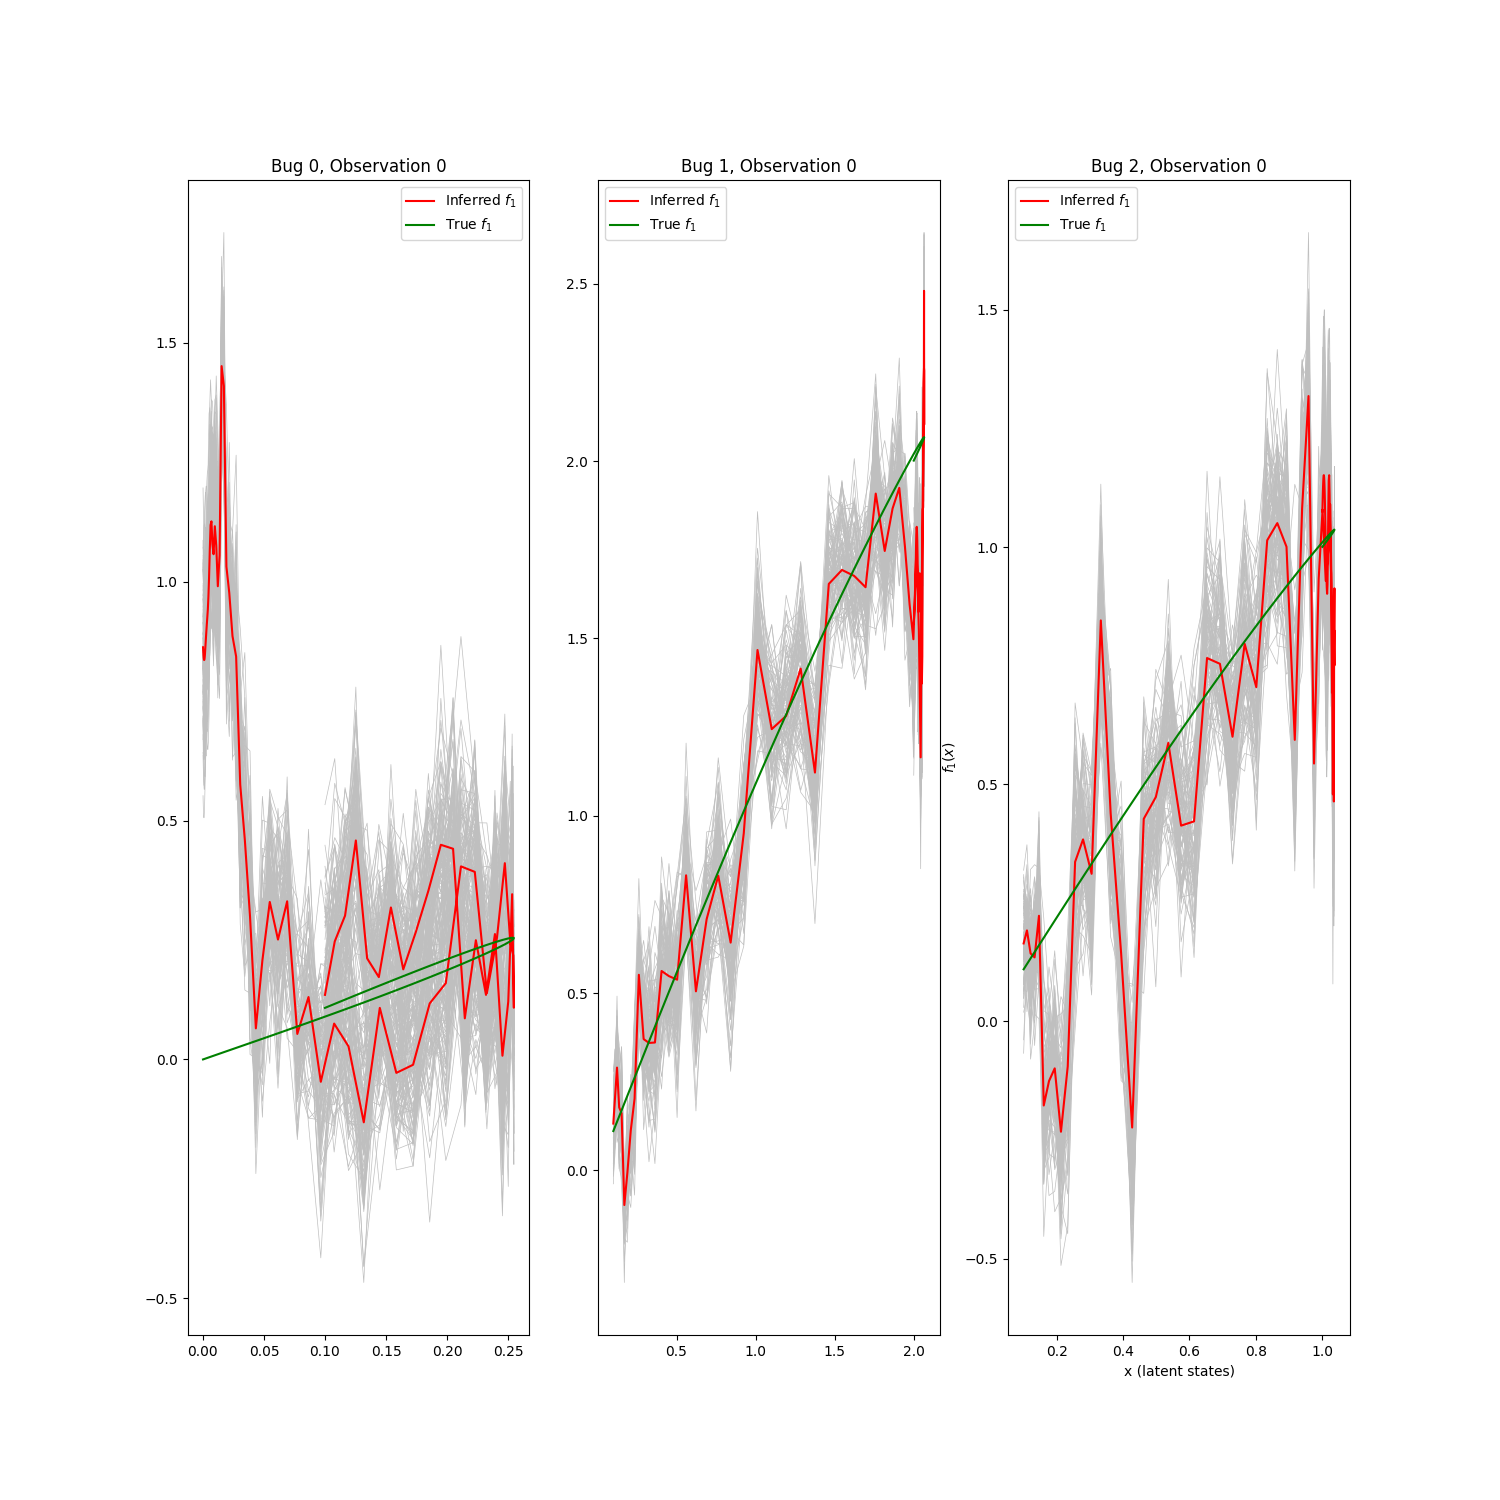 Bug 0, Observation 0
Inferred f₁
True f₁
1.5
1.0
0.5
0.0
−0.5
0.00 0.05 0.10 0.15 0.20 0.25
Bug 1, Observation 0
Inferred f₁
True f₁
2.5
2.0
1.5
1.0
0.5
0.0
0.5 1.0 1.5 2.0
Bug 2, Observation 0
Inferred f₁
True f₁
f₁(x)
1.5
1.0
0.5
0.0
−0.5
0.2 0.4 0.6 0.8 1.0
x (latent states)